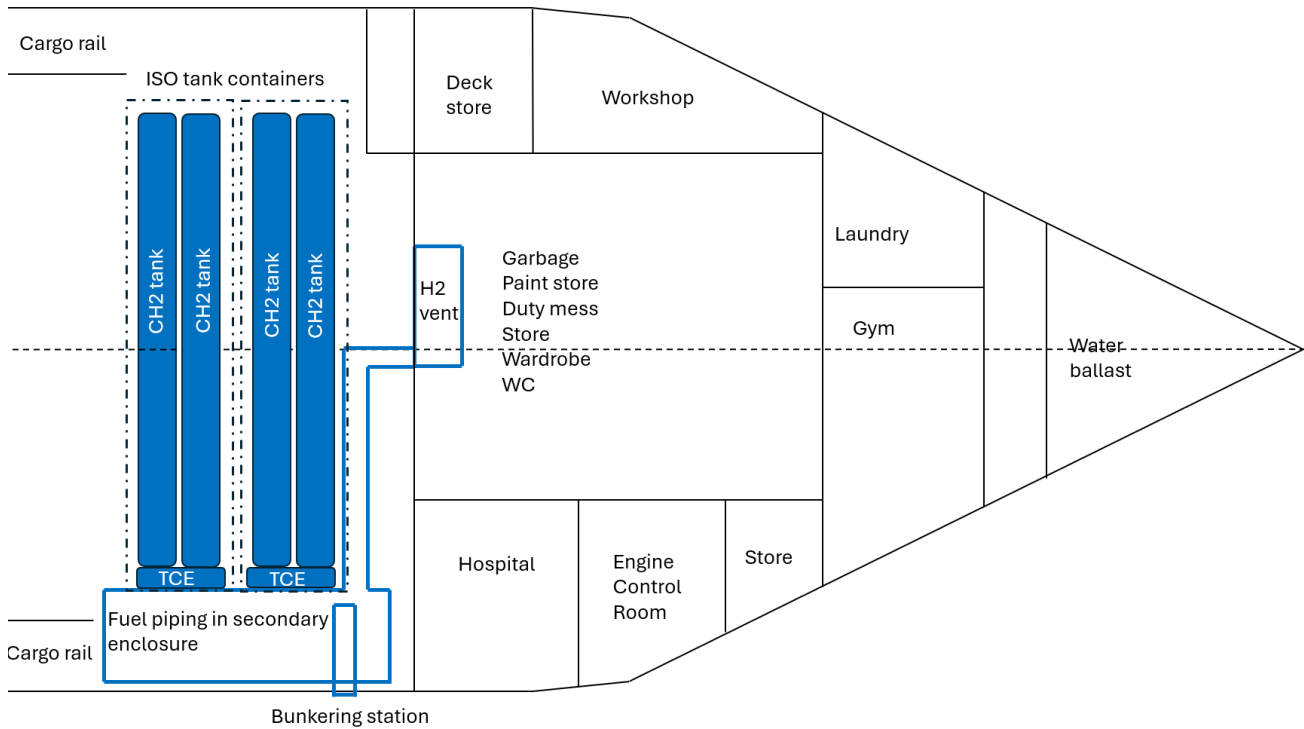 Cargo rail
ISO tank containers
Deck
store
Workshop
CH2 tank
CH2 tank
CH2 tank
CH2 tank
H2
vent
Garbage
Paint store
Duty mess
Store
Wardrobe
WC
Laundry
Gym
Water
ballast
TCE
TCE
Hospital
Engine
Control
Room
Store
Fuel piping in secondary
enclosure
Cargo rail
Bunkering station